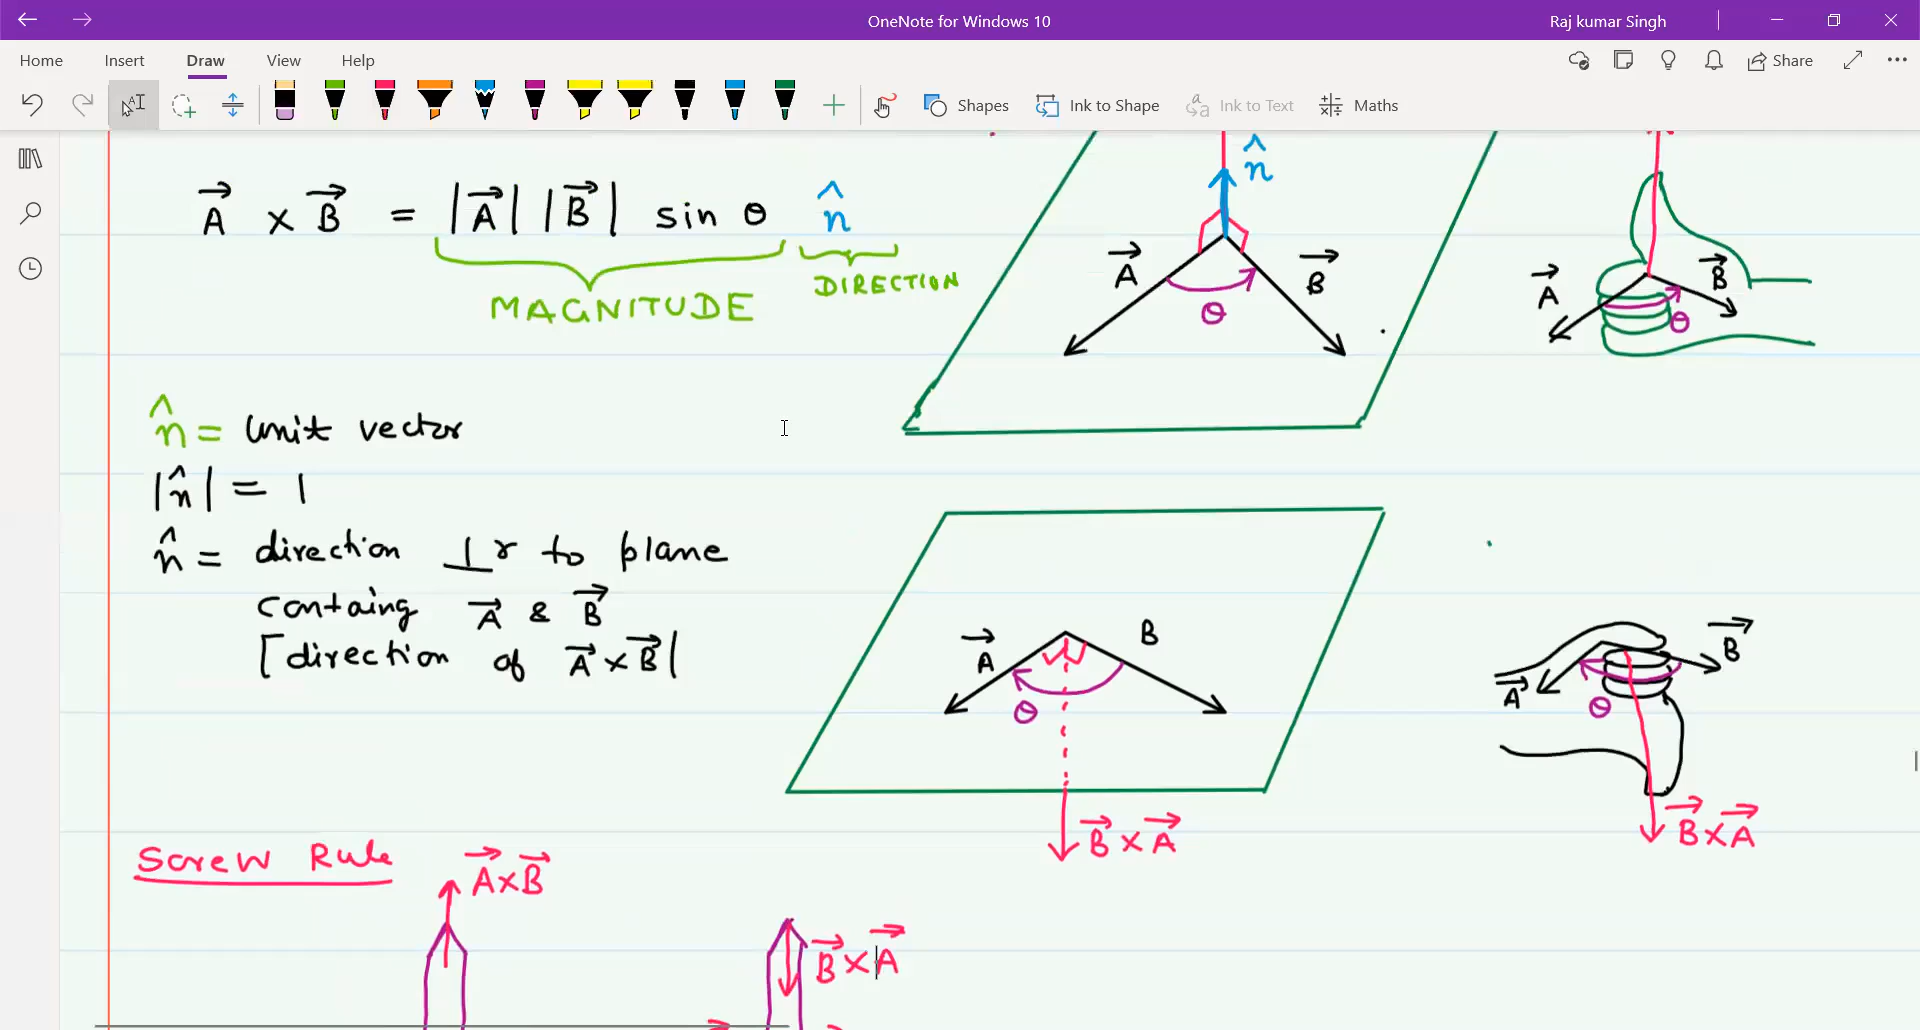 OneNote for Windows 10
Raj kumar Singh
Home Insert Draw View Help
Share
Shapes Ink to Shape Ink to Text Maths
A⃗ × B⃗ = |A⃗| |B⃗| sin θ n̂
MAGNITUDE DIRECTION
n̂ = unit vector
|n̂| = 1
n̂ = direction ⊥r to plane
containg A⃗ & B⃗
[direction of A⃗×B⃗]
n̂
A⃗ B⃗
θ
A⃗ B⃗
θ
A⃗ B
θ
B⃗ × A⃗
A⃗ B⃗
θ
B⃗×A⃗
Screw Rule
A⃗×B⃗
B⃗×A⃗